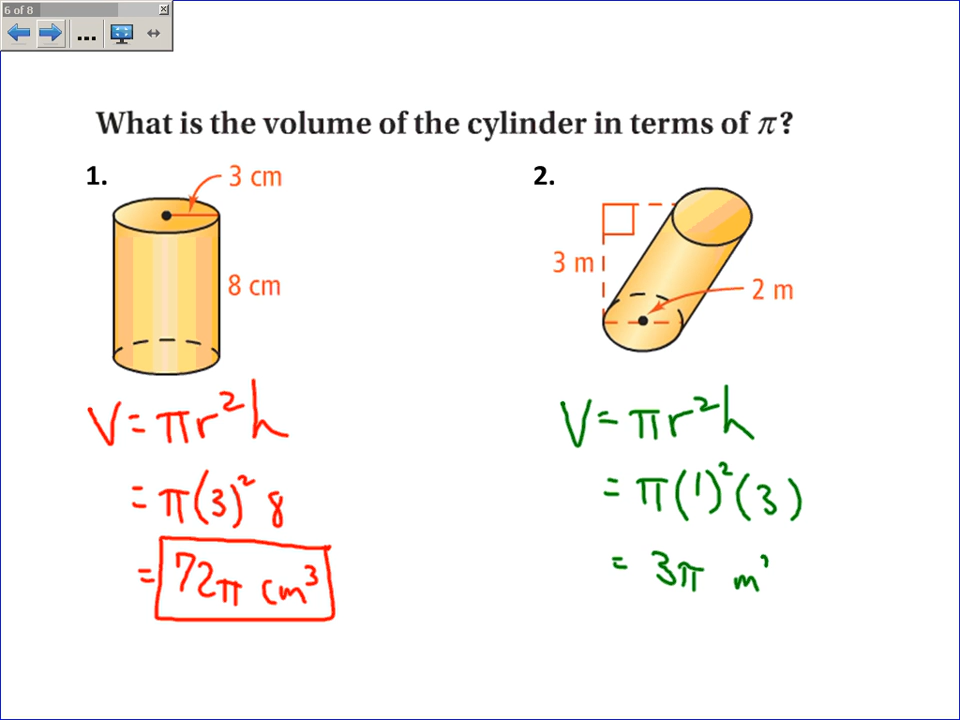 6 of 8
...
What is the volume of the cylinder in terms of π?
1.
3 cm
8 cm
V = πr²h
= π(3)² 8
= 72π cm³
2.
3 m
2 m
V = πr²h
= π(1)²(3)
= 3π m